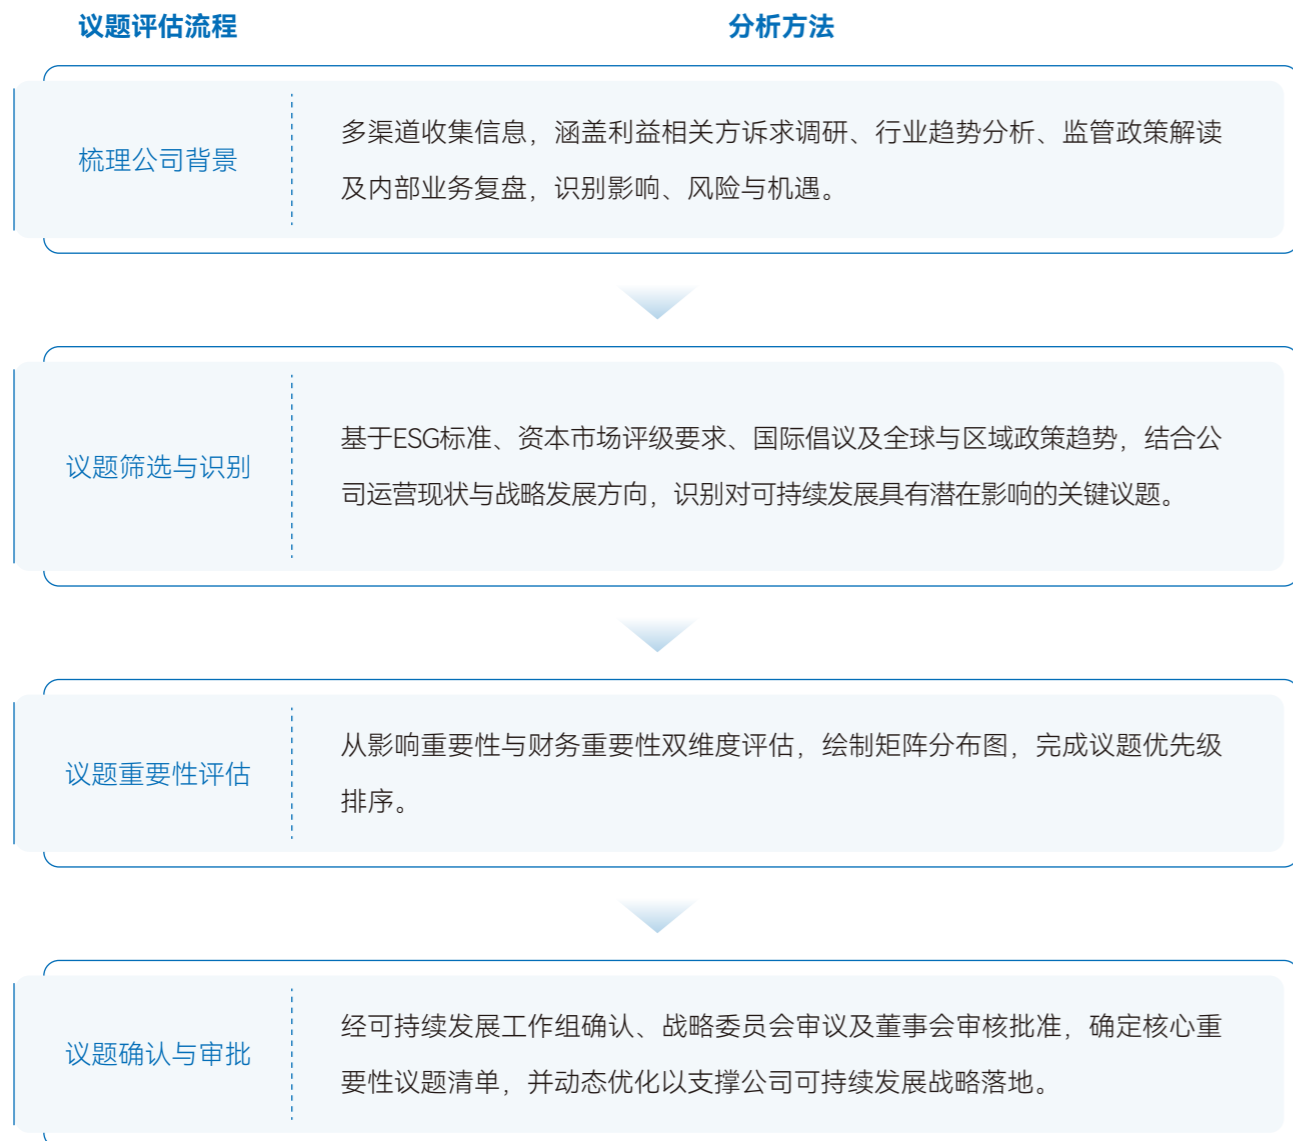 议题评估流程
分析方法
梳理公司背景
多渠道收集信息，涵盖利益相关方诉求调研、行业趋势分析、监管政策解读
及内部业务复盘，识别影响、风险与机遇。
议题筛选与识别
基于ESG标准、资本市场评级要求、国际倡议及全球与区域政策趋势，结合公
司运营现状与战略发展方向，识别对可持续发展具有潜在影响的关键议题。
议题重要性评估
从影响重要性与财务重要性双维度评估，绘制矩阵分布图，完成议题优先级
排序。
议题确认与审批
经可持续发展工作组确认、战略委员会审议及董事会审核批准，确定核心重
要性议题清单，并动态优化以支撑公司可持续发展战略落地。